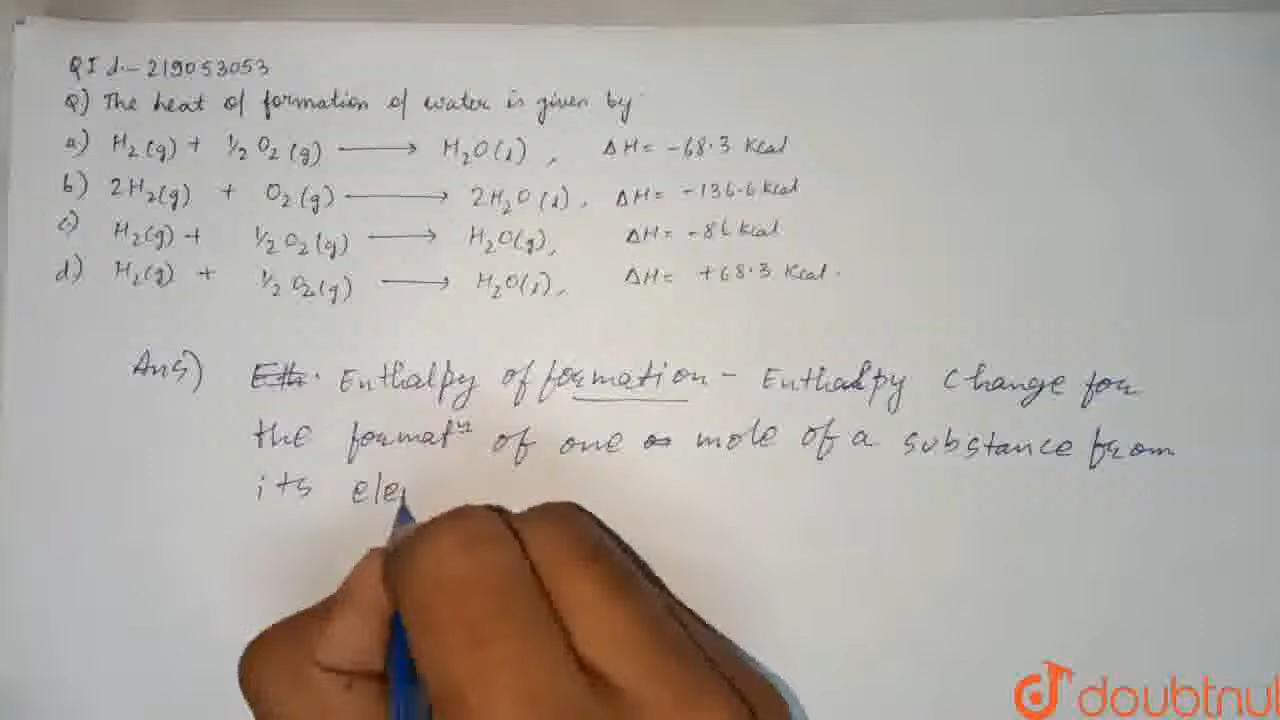 QId:- 219053053
Q) The heat of formation of water is given by
a) H2(g) + 1/2 O2(g) → H2O(l), ΔH = -68.3 Kcal
b) 2H2(g) + O2(g) → 2H2O(l), ΔH = -136.6 Kcal
c) H2(g) + 1/2 O2(g) → H2O(g), ΔH = -86 Kcal
d) H2(g) + 1/2 O2(g) → H2O(l), ΔH = +68.3 Kcal.
Ans) Enthalpy of formation - Enthalpy Change for
the formatn of one mole of a substance from
its ele
doubtnut